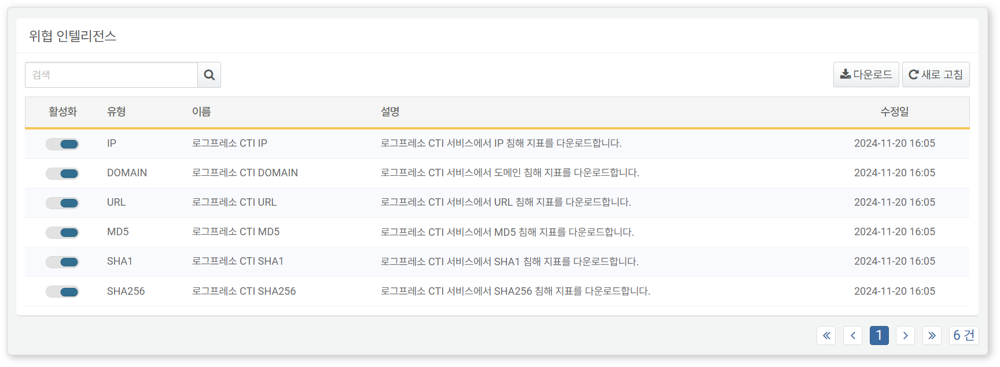 위협 인텔리전스
검색
다운로드 새로 고침
활성화 유형 이름 설명 수정일
IP 로그프레소 CTI IP 로그프레소 CTI 서비스에서 IP 침해 지표를 다운로드합니다. 2024-11-20 16:05
DOMAIN 로그프레소 CTI DOMAIN 로그프레소 CTI 서비스에서 도메인 침해 지표를 다운로드합니다. 2024-11-20 16:05
URL 로그프레소 CTI URL 로그프레소 CTI 서비스에서 URL 침해 지표를 다운로드합니다. 2024-11-20 16:05
MD5 로그프레소 CTI MD5 로그프레소 CTI 서비스에서 MD5 침해 지표를 다운로드합니다. 2024-11-20 16:05
SHA1 로그프레소 CTI SHA1 로그프레소 CTI 서비스에서 SHA1 침해 지표를 다운로드합니다. 2024-11-20 16:05
SHA256 로그프레소 CTI SHA256 로그프레소 CTI 서비스에서 SHA256 침해 지표를 다운로드합니다. 2024-11-20 16:05
« ‹ 1 › » 6 건